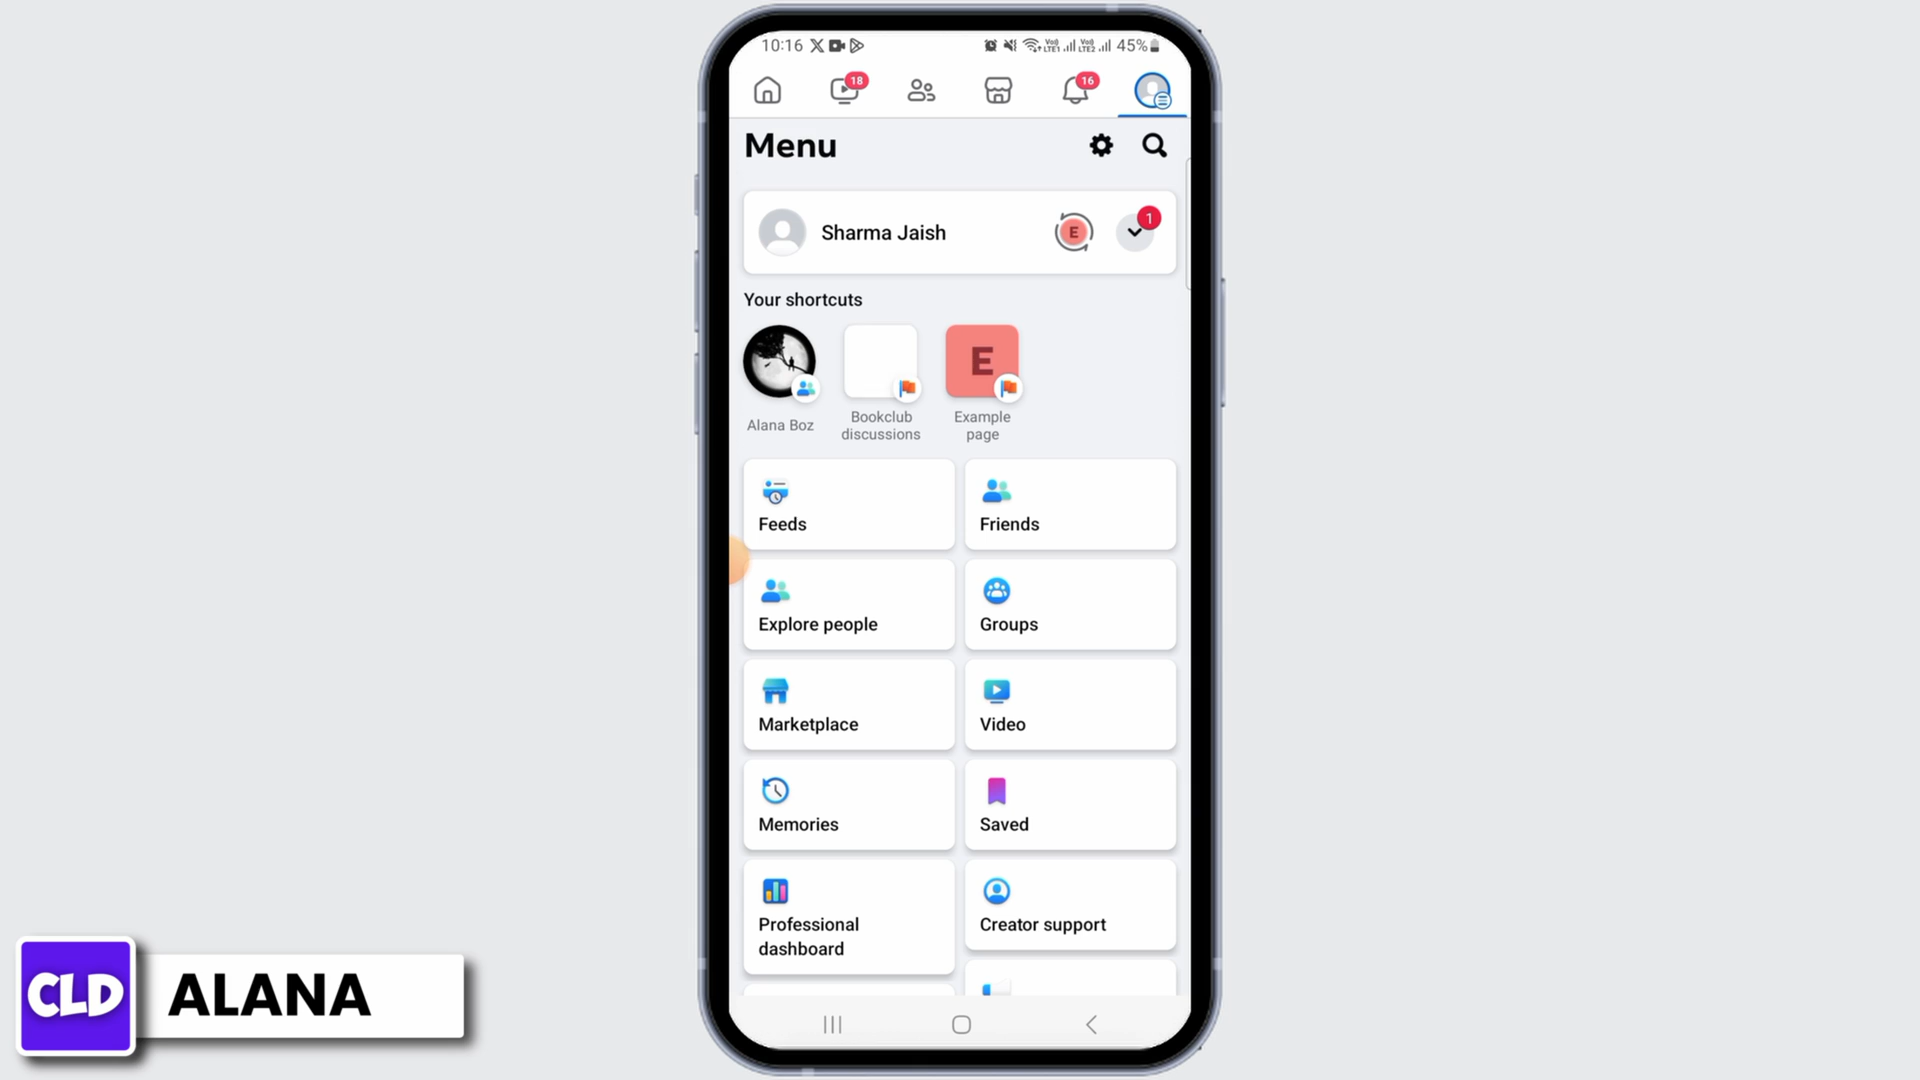 10:16 45%
18
16
Menu
Sharma Jaish
E
1
Your shortcuts
E
Alana Boz
Bookclub
discussions
Example
page
Feeds
Friends
Explore people
Groups
Marketplace
Video
Memories
Saved
Professional
dashboard
Creator support
CLD
ALANA